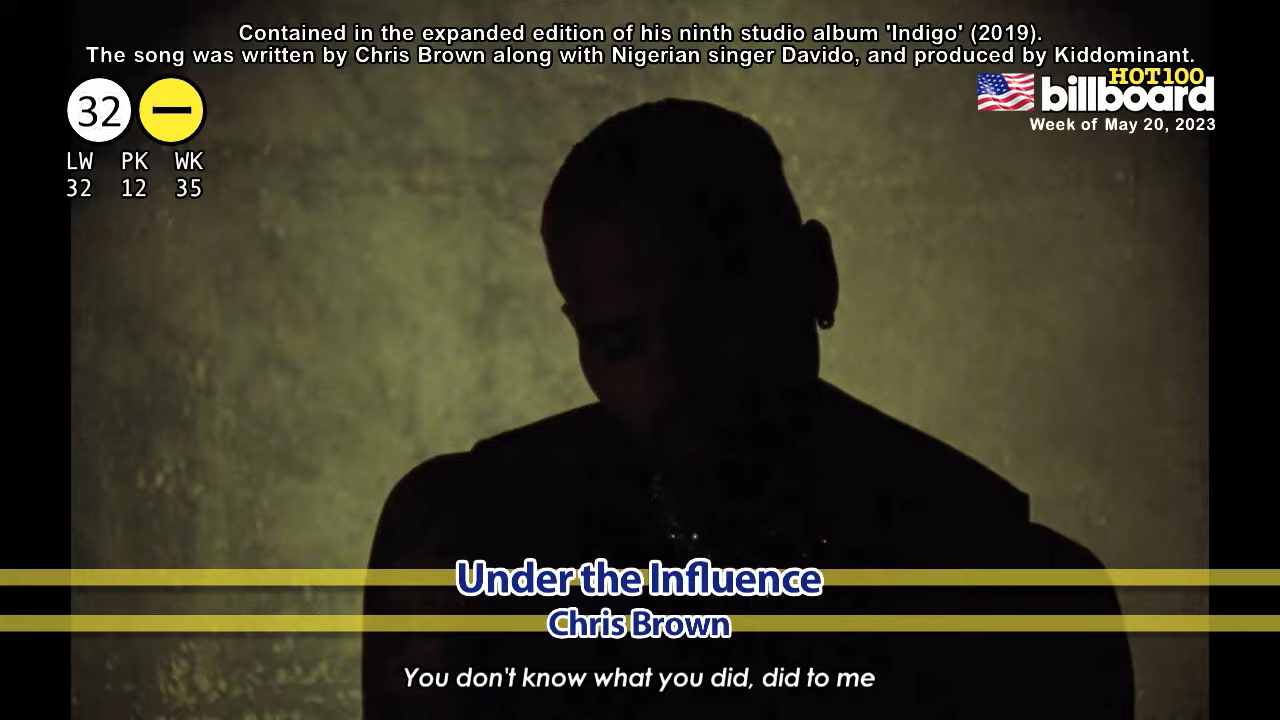 Contained in the expanded edition of his ninth studio album 'Indigo' (2019).
The song was written by Chris Brown along with Nigerian singer Davido, and produced by Kiddominant.
32 –
LW PK WK
32 12 35
HOT100
billboard
Week of May 20, 2023
Under the Influence
Chris Brown
You don't know what you did, did to me